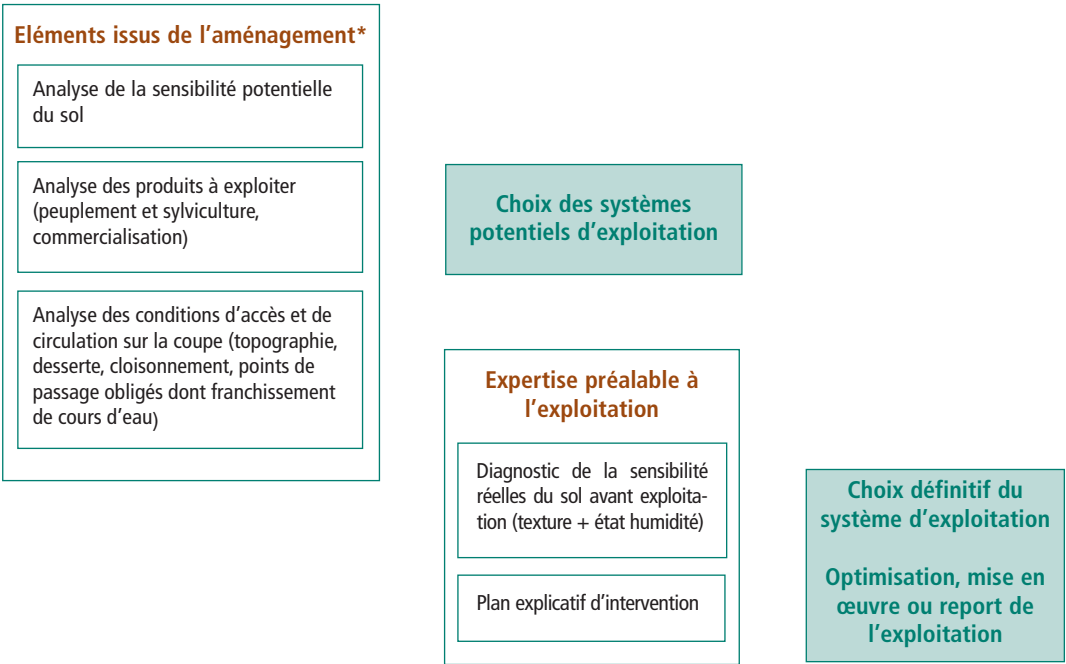 Eléments issus de l'aménagement*
Analyse de la sensibilité potentielle
du sol
Analyse des produits à exploiter
(peuplement et sylviculture,
commercialisation)
Analyse des conditions d'accès et de
circulation sur la coupe (topographie,
desserte, cloisonnement, points de
passage obligés dont franchissement
de cours d'eau)
Choix des systèmes
potentiels d'exploitation
Expertise préalable à
l'exploitation
Diagnostic de la sensibilité
réelles du sol avant exploita-
tion (texture + état humidité)
Plan explicatif d'intervention
Choix définitif du
système d'exploitation
Optimisation, mise en
œuvre ou report de
l'exploitation